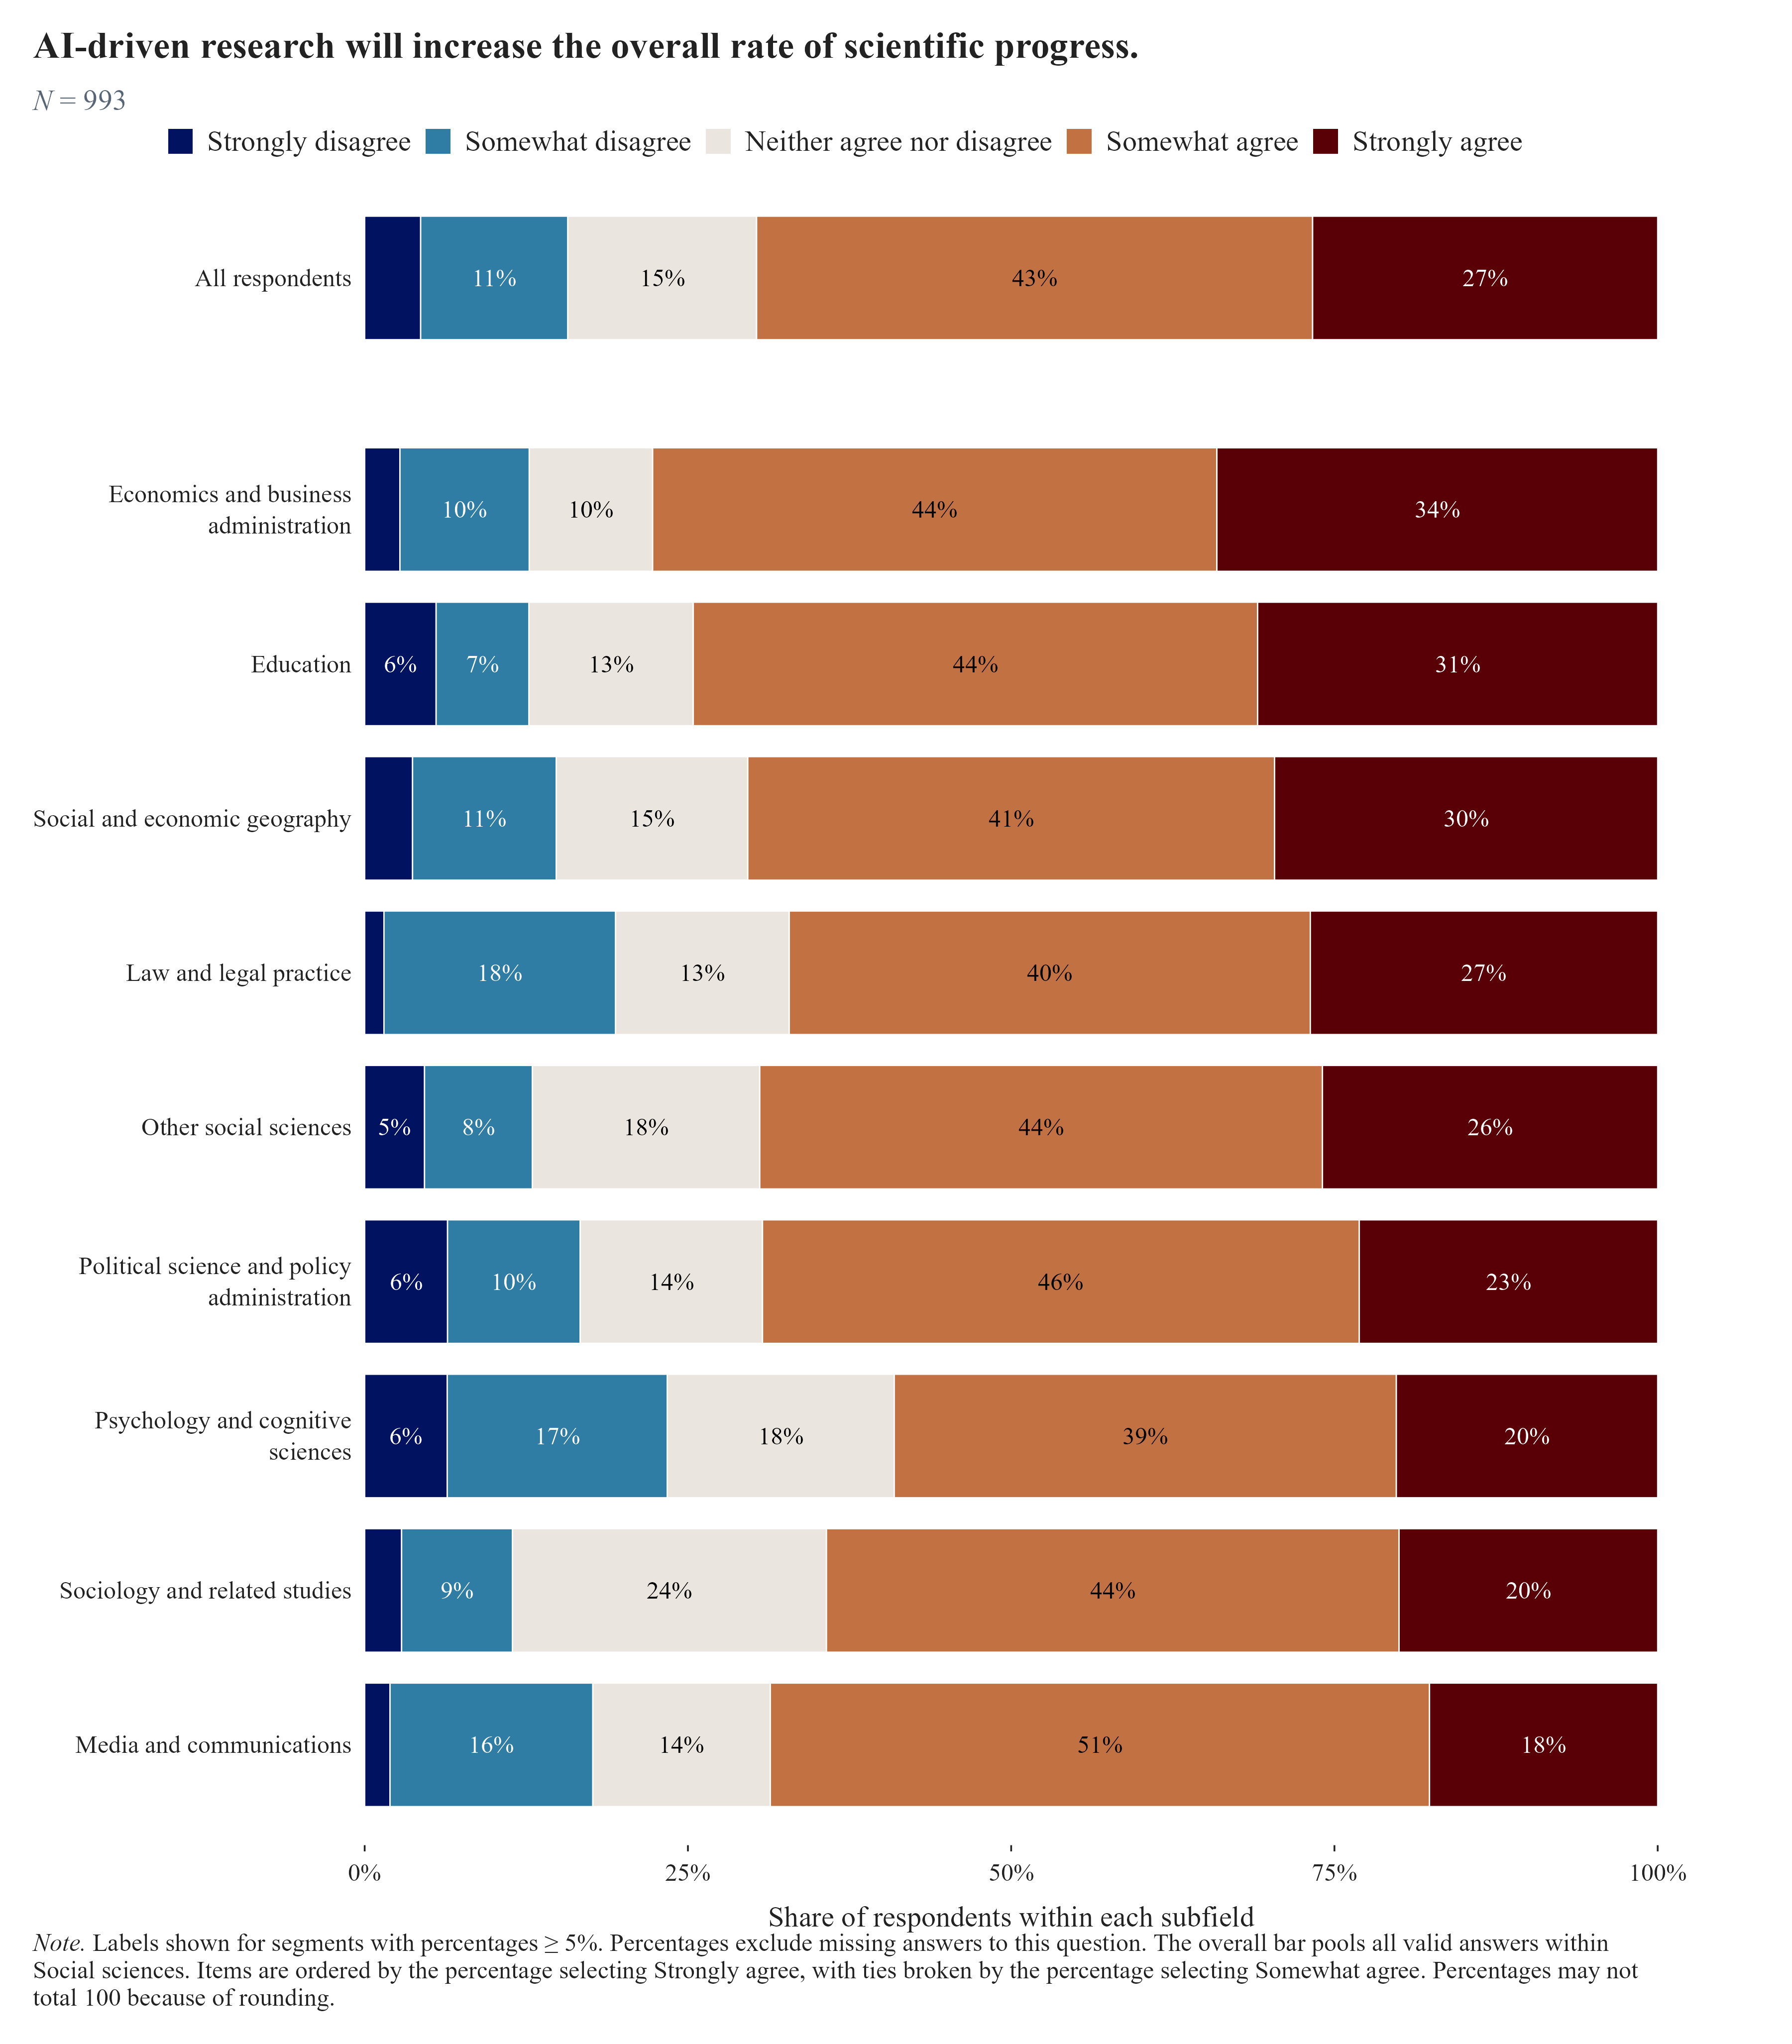 AI-driven research will increase the overall rate of scientific progress.
N = 993
Strongly disagree Somewhat disagree Neither agree nor disagree Somewhat agree Strongly agree
All respondents 11% 15% 43% 27%
Economics and business
administration
10% 10% 44% 34%
Education 6% 7% 13% 44% 31%
Social and economic geography 11% 15% 41% 30%
Law and legal practice 18% 13% 40% 27%
Other social sciences 5% 8% 18% 44% 26%
Political science and policy
administration
6% 10% 14% 46% 23%
Psychology and cognitive
sciences
6% 17% 18% 39% 20%
Sociology and related studies 9% 24% 44% 20%
Media and communications 16% 14% 51% 18%
0% 25% 50% 75% 100%
Share of respondents within each subfield
Note. Labels shown for segments with percentages ≥ 5%. Percentages exclude missing answers to this question. The overall bar pools all valid answers within
Social sciences. Items are ordered by the percentage selecting Strongly agree, with ties broken by the percentage selecting Somewhat agree. Percentages may not
total 100 because of rounding.